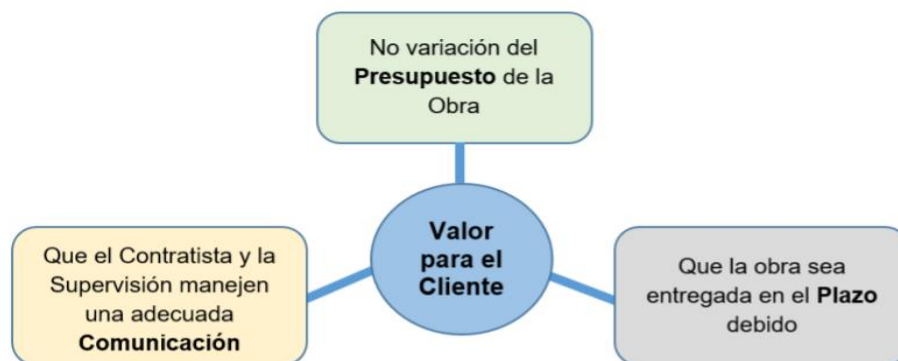 No variación del
Presupuesto de la
Obra
Valor
para el
Cliente
Que el Contratista y la
Supervisión manejen
una adecuada
Comunicación
Que la obra sea
entregada en el Plazo
debido